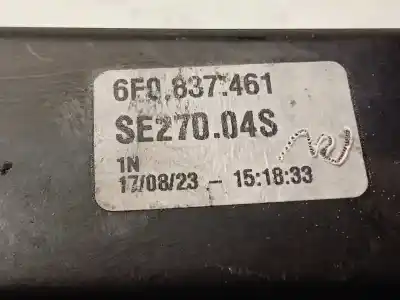 6F0.837.461
SE270.04S
1N
17/08/23 - 15:18:33